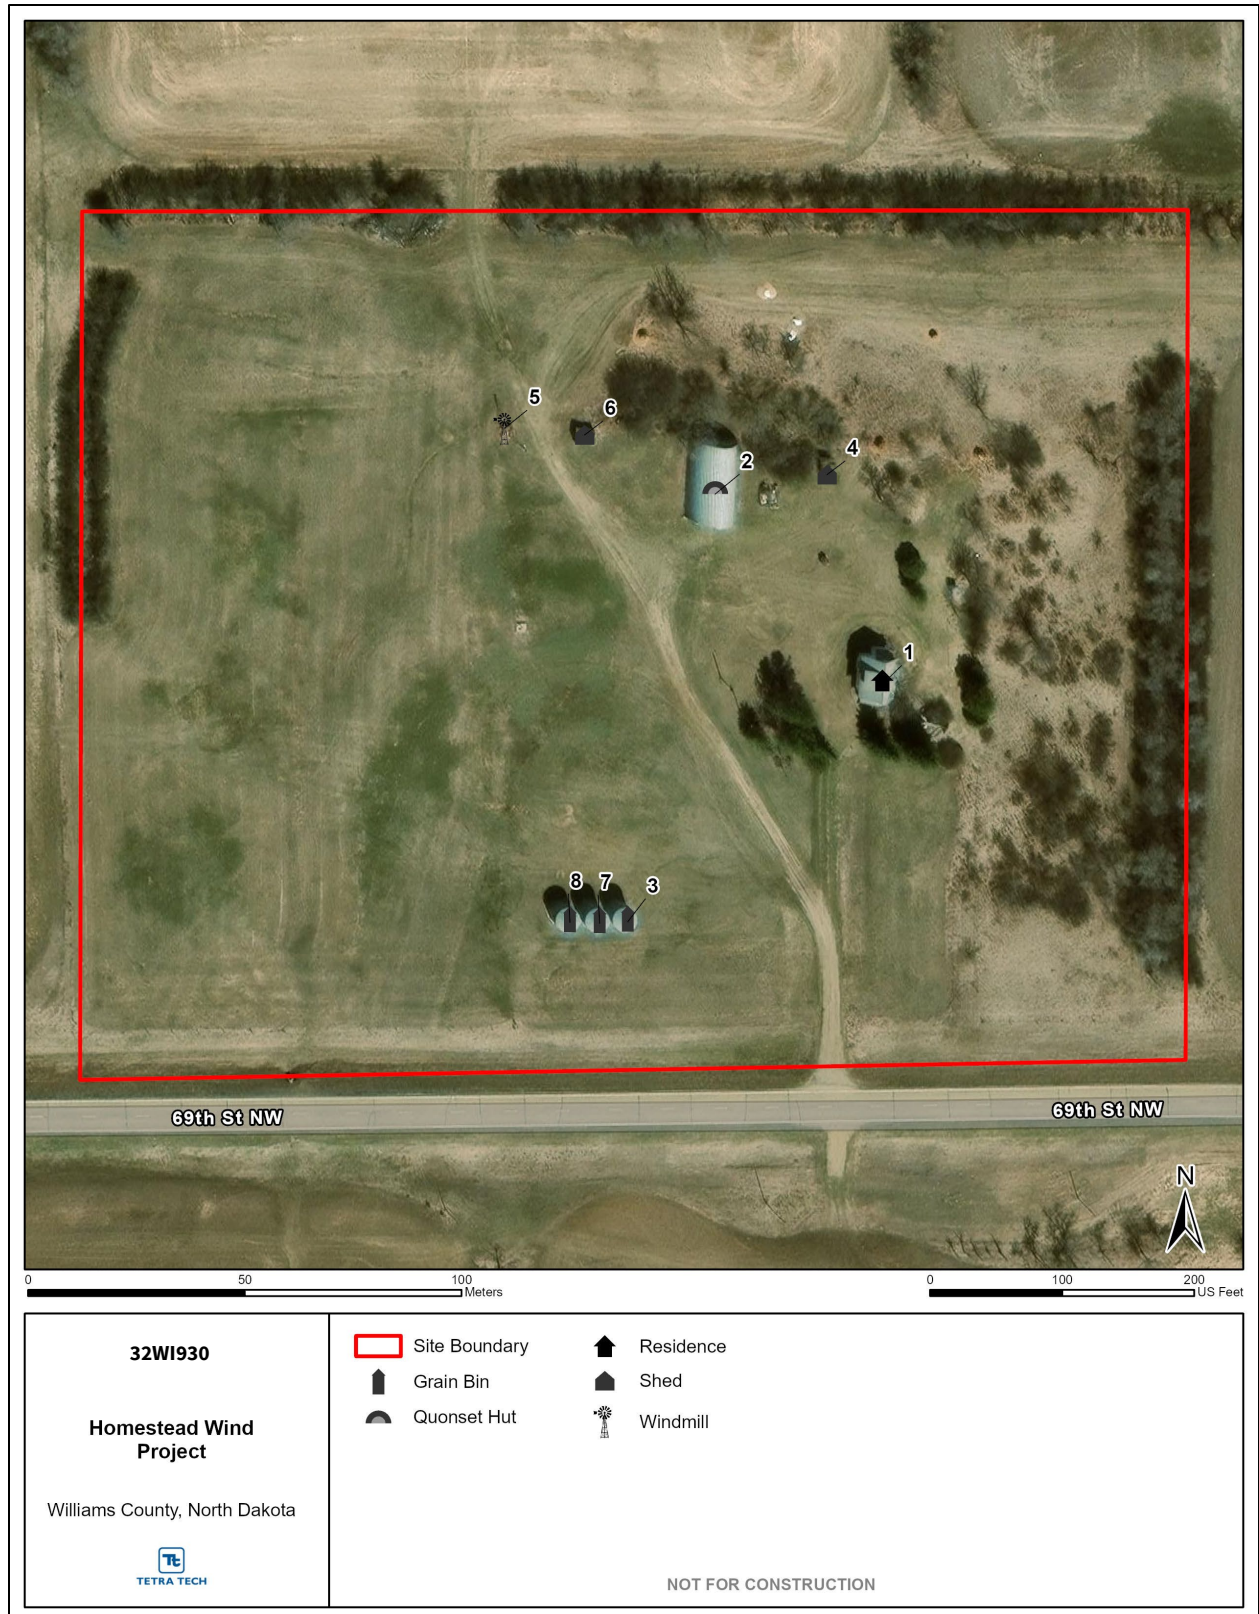 5
6
4
2
1
8
7
3
69th St NW
69th St NW
N
0
50
100
Meters
0
100
200
US Feet
32WI930
Homestead Wind
Project
Williams County, North Dakota
Tt
TETRA TECH
Site Boundary
Grain Bin
Quonset Hut
Residence
Shed
Windmill
NOT FOR CONSTRUCTION